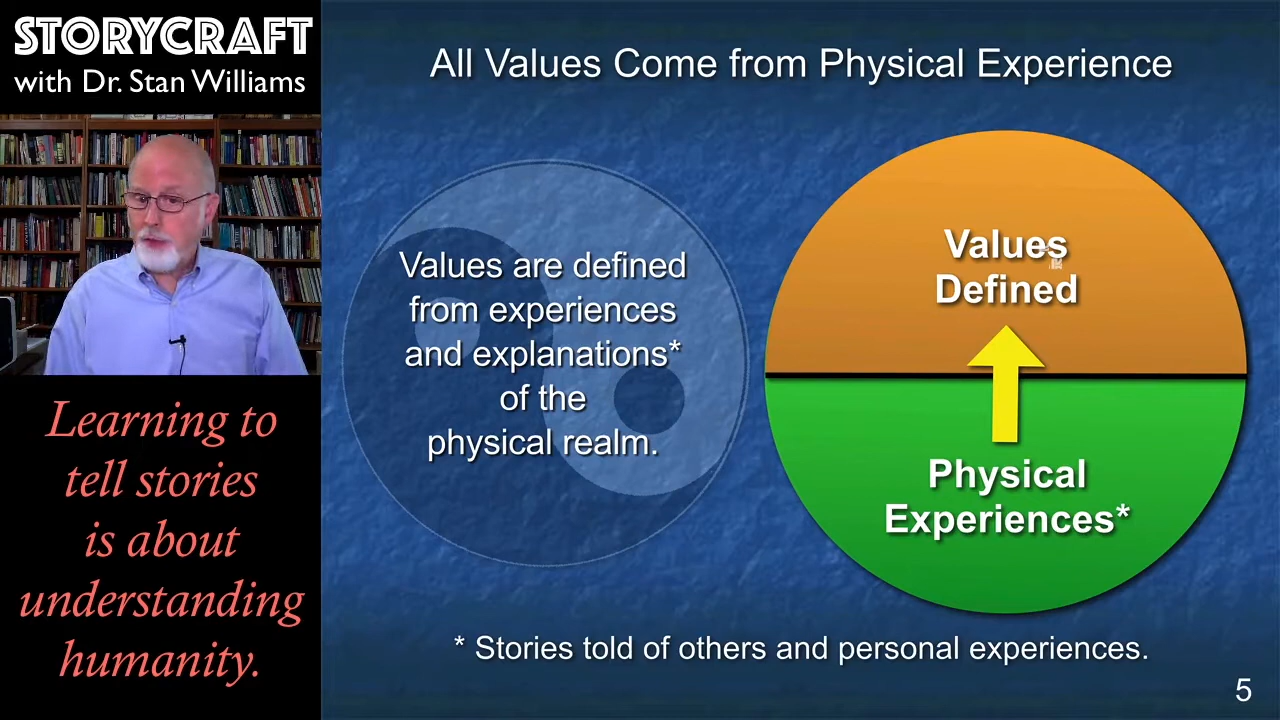 STORYCRAFT
with Dr. Stan Williams
Learning to
tell stories
is about
understanding
humanity.
All Values Come from Physical Experience
Values are defined
from experiences
and explanations*
of the
physical realm.
Values
Defined
Physical
Experiences*
* Stories told of others and personal experiences.
5